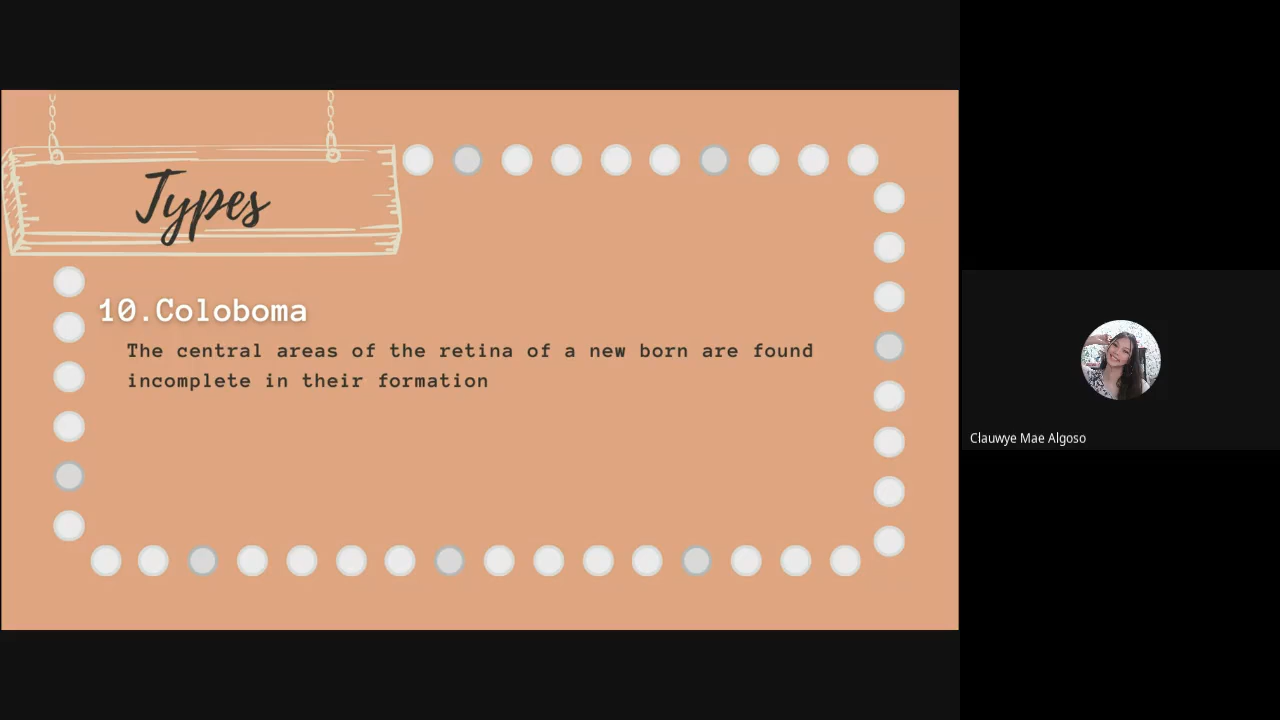 Types
10.Coloboma
The central areas of the retina of a new born are found
incomplete in their formation
Clauwye Mae Algoso